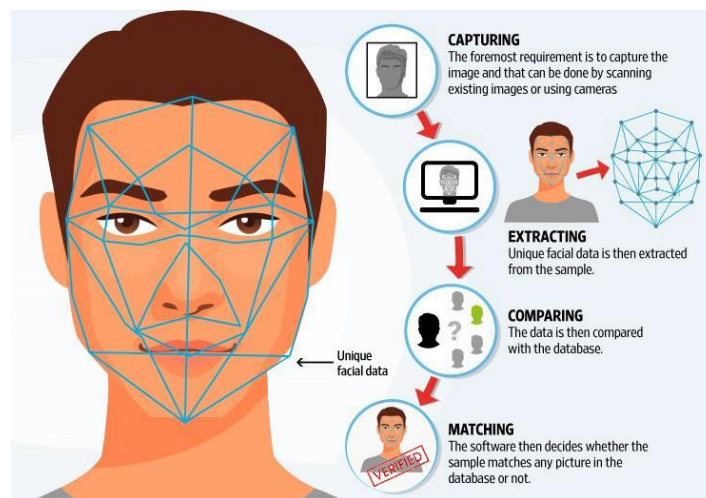 CAPTURING
The foremost requirement is to capture the
image and that can be done by scanning
existing images or using cameras
EXTRACTING
Unique facial data is then extracted
from the sample.
COMPARING
The data is then compared
with the database.
?
Unique
facial data
MATCHING
The software then decides whether the
sample matches any picture in the
database or not.
VERIFIED